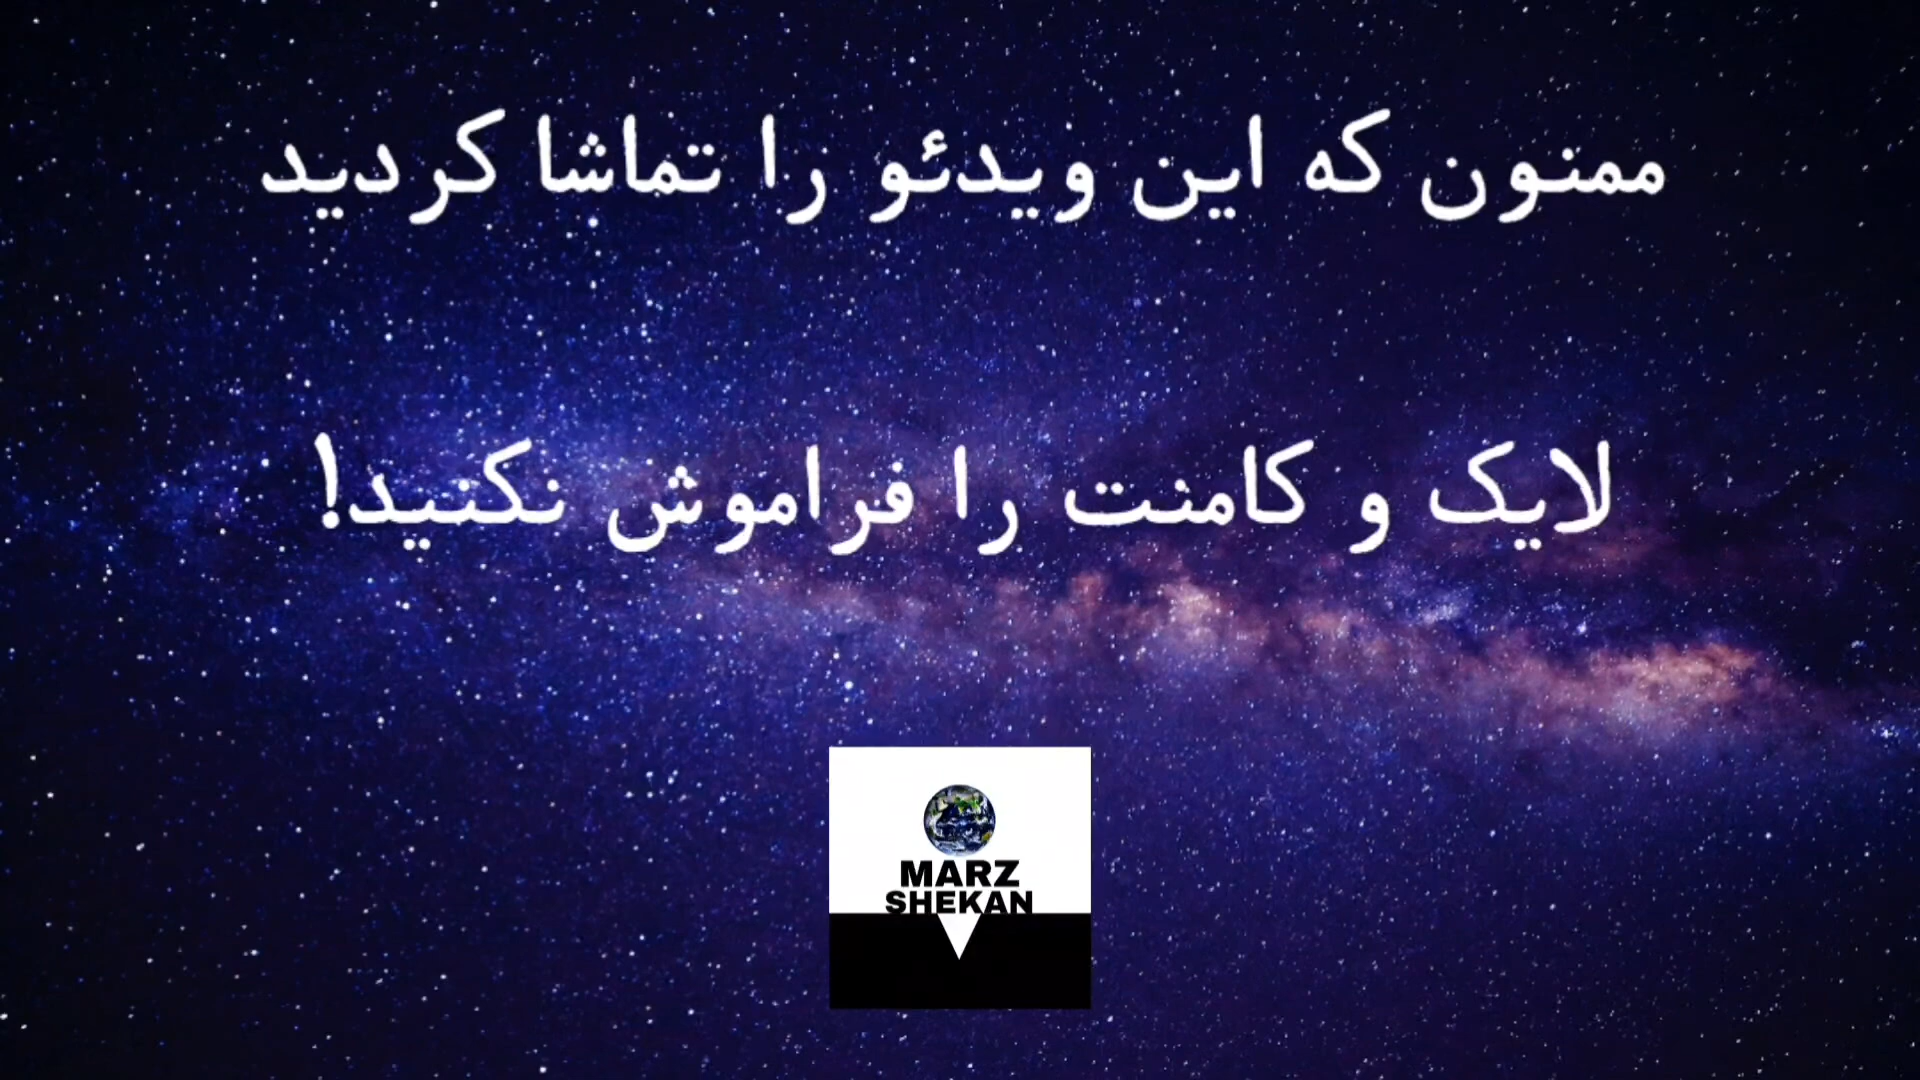 ممنون که این ویدئو را تماشا کردید
لایک و کامنت را فراموش نکنید!
MARZ
SHEKAN